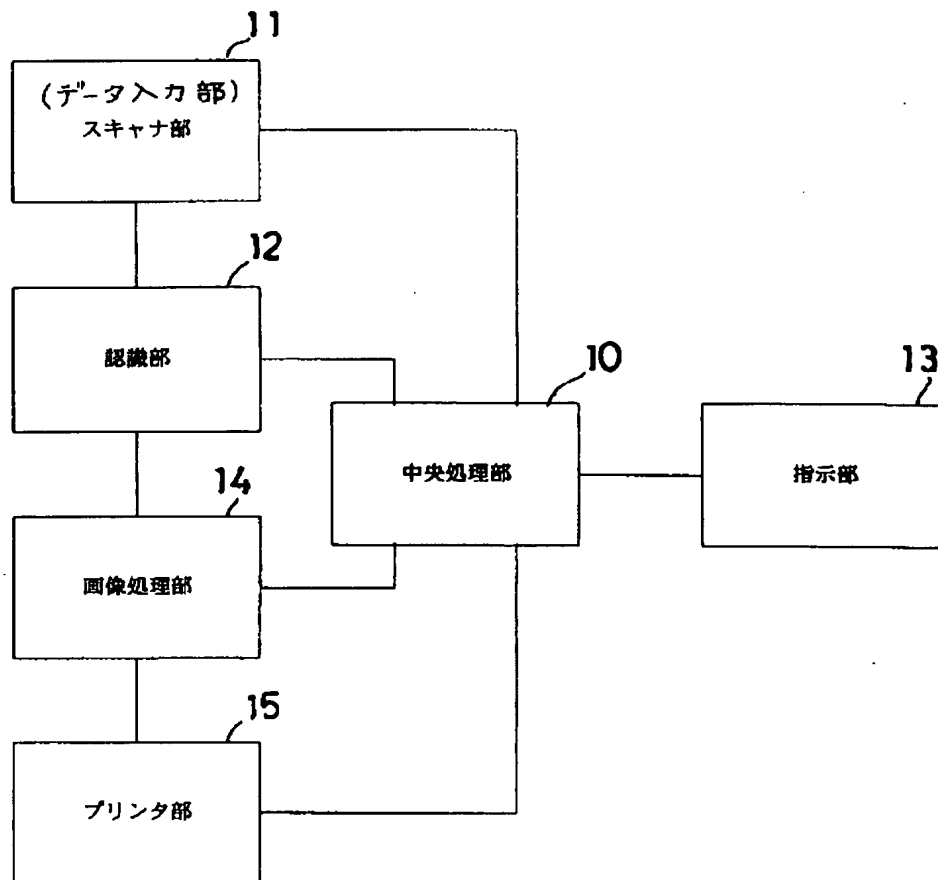 11
(データ入力部)
スキャナ部
12
認識部
10
13
中央処理部
指示部
14
画像処理部
15
プリンタ部